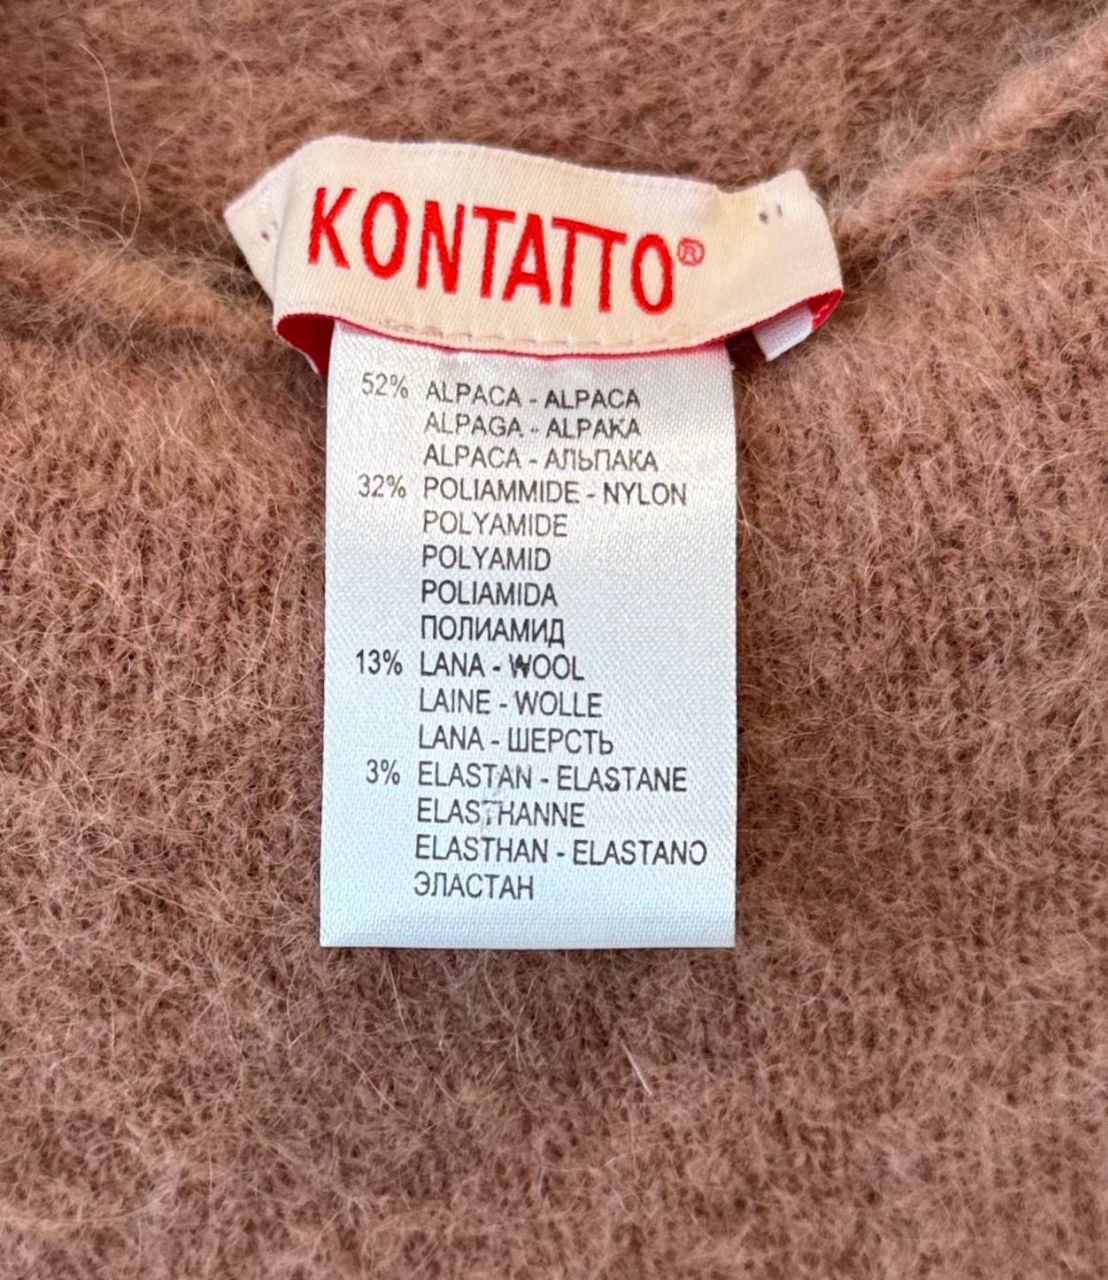 KONTATTO®
52% ALPACA - ALPACA
ALPAGA - ALPAKA
ALPACA - АЛЬПАКА
32% POLIAMMIDE - NYLON
POLYAMIDE
POLYAMID
POLIAMIDA
ПОЛИАМИД
13% LANA - WOOL
LAINE - WOLLE
LANA - ШЕРСТЬ
3% ELASTAN - ELASTANE
ELASTHANNE
ELASTHAN - ELASTANO
ЭЛАСТАН